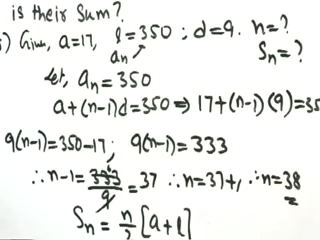 is their Sum?
) Given, a=17, l=350 ; d=9. n=?
an
Sn=?
Let, an=350
a+(n-1)d=350 ⇒ 17+(n-1)(9)=35
9(n-1)=350-17; 9(n-1)=333
∴ n-1=333/9=37 ∴n=37+1 ∴n=38
Sn=n/2[a+l]